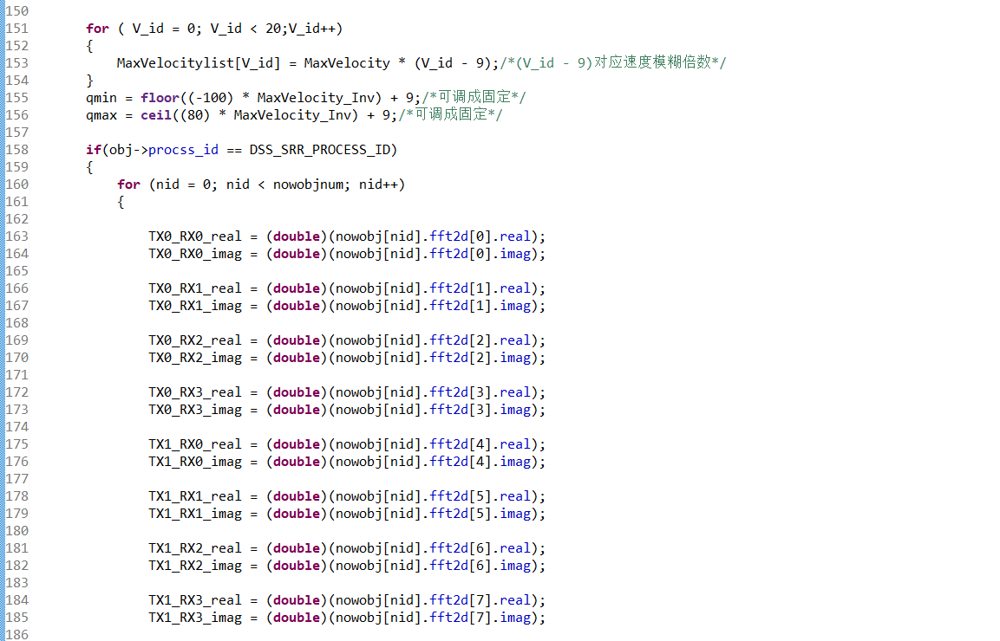 150
151 for ( V_id = 0; V_id < 20;V_id++)
152 {
153 MaxVelocitylist[V_id] = MaxVelocity * (V_id - 9);/*(V_id - 9)对应速度模糊倍数*/
154 }
155 qmin = floor((-100) * MaxVelocity_Inv) + 9;/*可调成固定*/
156 qmax = ceil((80) * MaxVelocity_Inv) + 9;/*可调成固定*/
157
158 if(obj->procss_id == DSS_SRR_PROCESS_ID)
159 {
160 for (nid = 0; nid < nowobjnum; nid++)
161 {
162
163 TX0_RX0_real = (double)(nowobj[nid].fft2d[0].real);
164 TX0_RX0_imag = (double)(nowobj[nid].fft2d[0].imag);
165
166 TX0_RX1_real = (double)(nowobj[nid].fft2d[1].real);
167 TX0_RX1_imag = (double)(nowobj[nid].fft2d[1].imag);
168
169 TX0_RX2_real = (double)(nowobj[nid].fft2d[2].real);
170 TX0_RX2_imag = (double)(nowobj[nid].fft2d[2].imag);
171
172 TX0_RX3_real = (double)(nowobj[nid].fft2d[3].real);
173 TX0_RX3_imag = (double)(nowobj[nid].fft2d[3].imag);
174
175 TX1_RX0_real = (double)(nowobj[nid].fft2d[4].real);
176 TX1_RX0_imag = (double)(nowobj[nid].fft2d[4].imag);
177
178 TX1_RX1_real = (double)(nowobj[nid].fft2d[5].real);
179 TX1_RX1_imag = (double)(nowobj[nid].fft2d[5].imag);
180
181 TX1_RX2_real = (double)(nowobj[nid].fft2d[6].real);
182 TX1_RX2_imag = (double)(nowobj[nid].fft2d[6].imag);
183
184 TX1_RX3_real = (double)(nowobj[nid].fft2d[7].real);
185 TX1_RX3_imag = (double)(nowobj[nid].fft2d[7].imag);
186